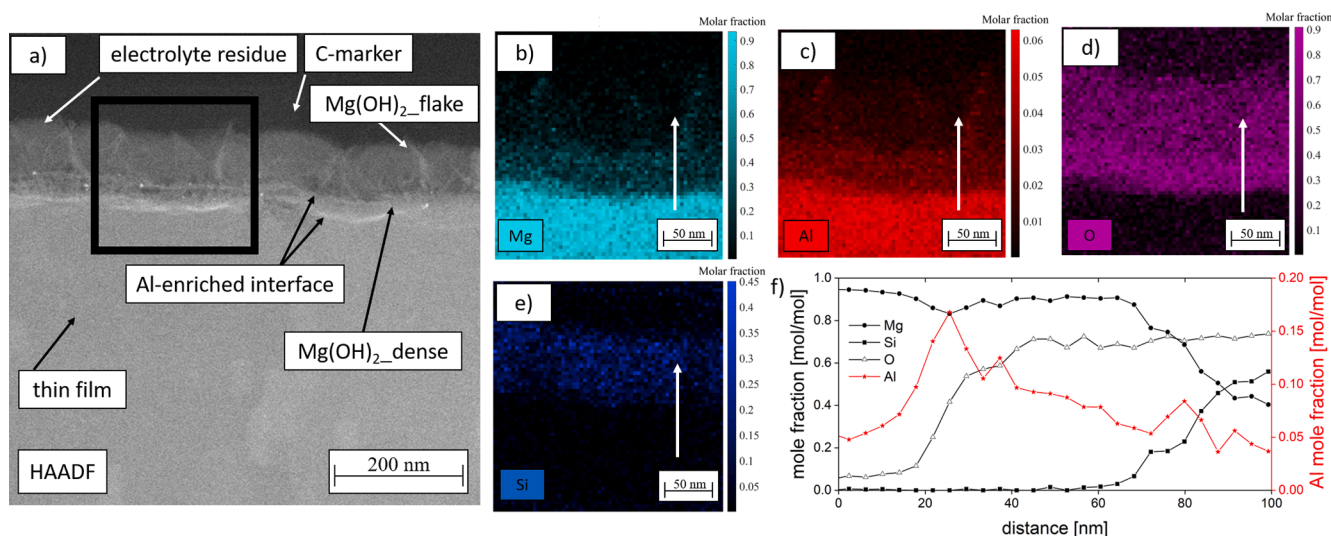 a)
electrolyte residue
C-marker
Mg(OH)2_flake
Al-enriched interface
Mg(OH)2_dense
thin film
HAADF
200 nm
b)
Mg
50 nm
Molar fraction
0.9
0.8
0.7
0.6
0.5
0.4
0.3
0.2
0.1
c)
Al
50 nm
Molar fraction
0.06
0.05
0.04
0.03
0.02
0.01
d)
O
50 nm
Molar fraction
0.9
0.8
0.7
0.6
0.5
0.4
0.3
0.2
0.1
e)
Si
50 nm
Molar fraction
0.45
0.4
0.35
0.3
0.25
0.2
0.15
0.1
0.05
f)
mole fraction [mol/mol]
1.0
0.8
0.6
0.4
0.2
0.0
Mg
Si
O
Al
0.20
0.15
0.10
0.05
0.00
Al mole fraction [mol/mol]
0 20 40 60 80 100
distance [nm]